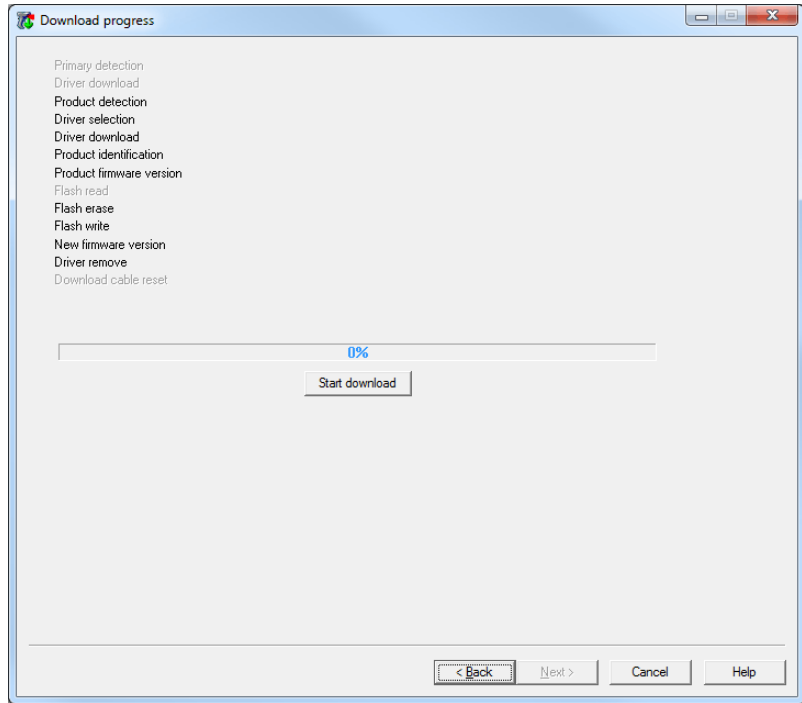 Download progress
Primary detection
Driver download
Product detection
Driver selection
Driver download
Product identification
Product firmware version
Flash read
Flash erase
Flash write
New firmware version
Driver remove
Download cable reset
0%
Start download
< Back Next > Cancel Help